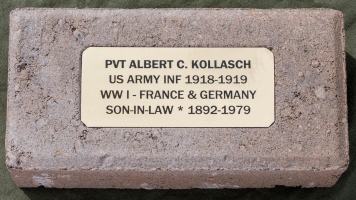 PVT ALBERT C. KOLLASCH
US ARMY INF 1918-1919
WW I - FRANCE & GERMANY
SON-IN-LAW * 1892-1979